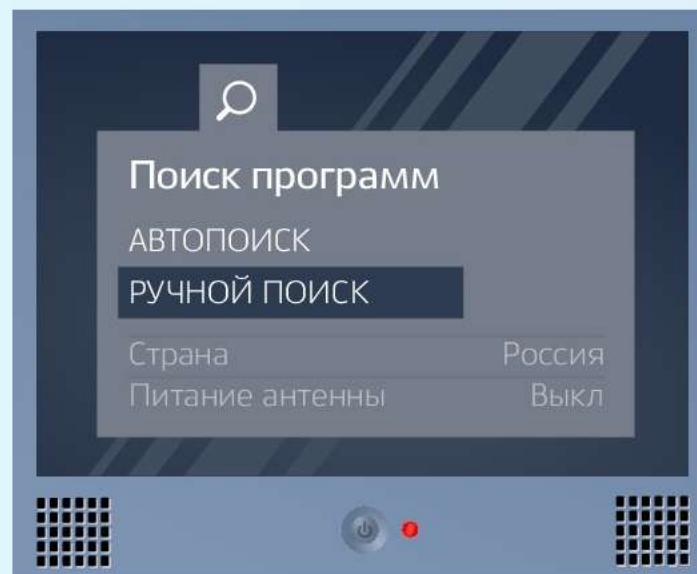 Поиск программ
АВТОПОИСК
РУЧНОЙ ПОИСК
Страна Россия
Питание антенны Выкл